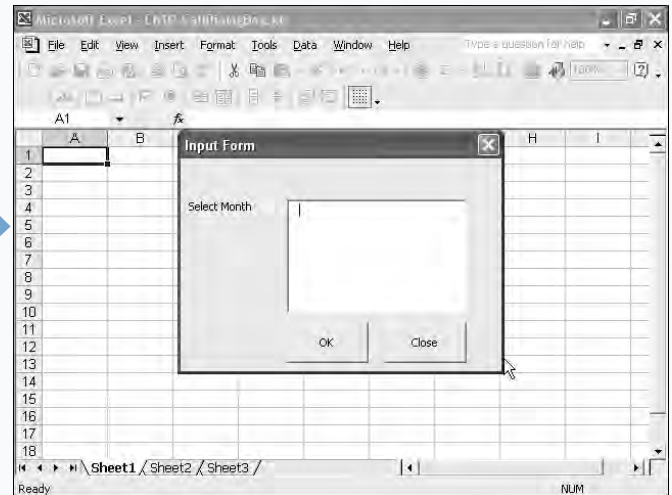 Microsoft Excel -
File Edit View Insert Format Tools Data Window Help Type a question for help
100%
A1 fx
A B H I
Input Form
Select Month
OK Close
1
2
3
4
5
6
7
8
9
10
11
12
13
14
15
16
17
18
Sheet1 Sheet2 Sheet3
Ready NUM